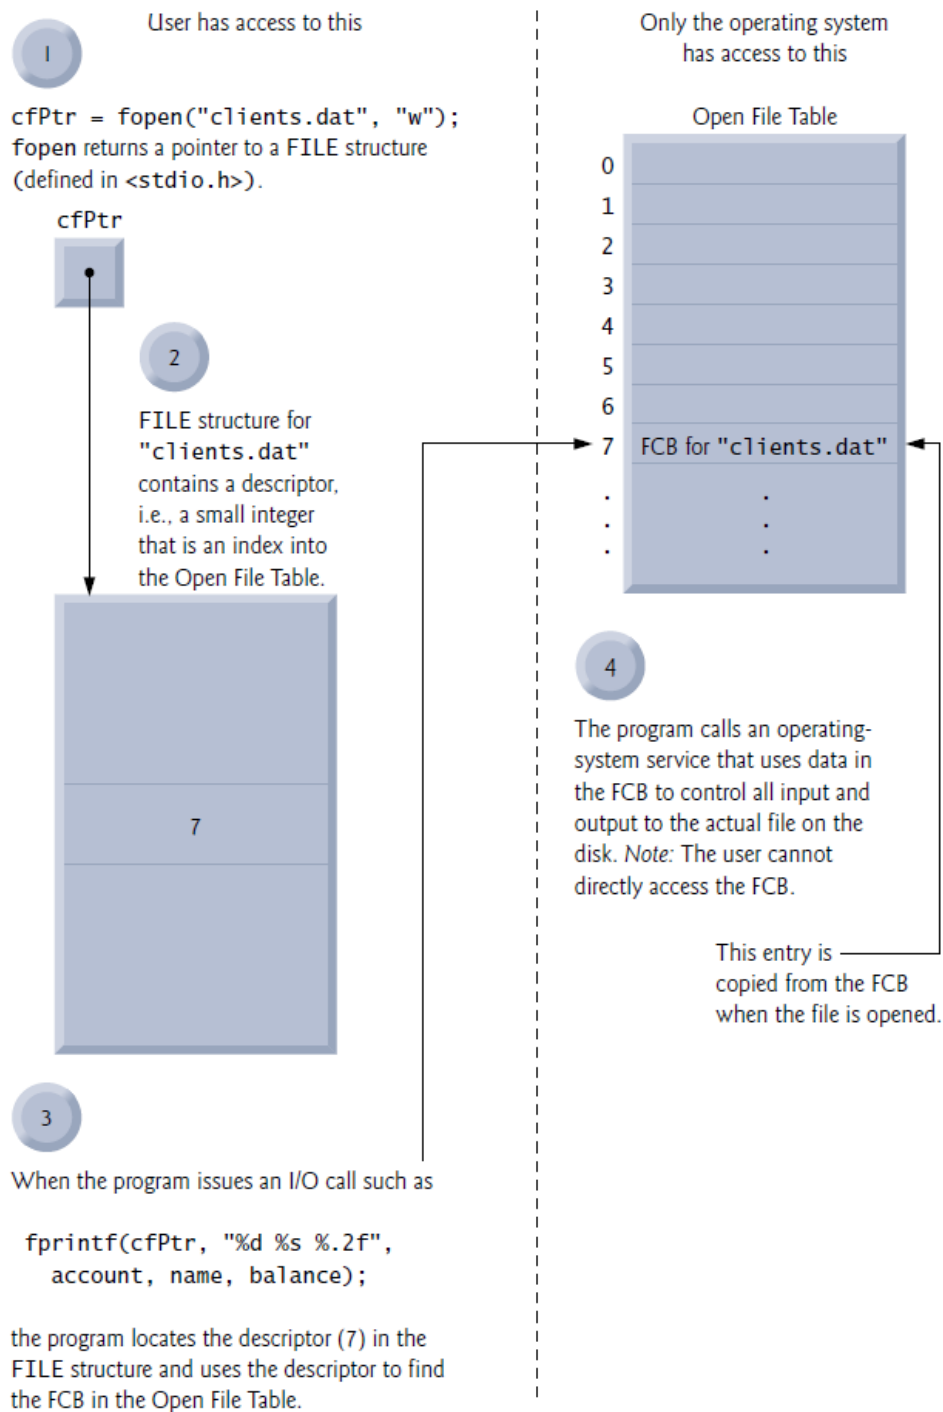 User has access to this
1
cfPtr = fopen("clients.dat", "w");
fopen returns a pointer to a FILE structure
(defined in <stdio.h>).
cfPtr
2
FILE structure for
"clients.dat"
contains a descriptor,
i.e., a small integer
that is an index into
the Open File Table.
7
3
When the program issues an I/O call such as
fprintf(cfPtr, "%d %s %.2f",
account, name, balance);
the program locates the descriptor (7) in the
FILE structure and uses the descriptor to find
the FCB in the Open File Table.
Only the operating system
has access to this
Open File Table
0
1
2
3
4
5
6
7 FCB for "clients.dat"
. .
. .
. .
4
The program calls an operating-
system service that uses data in
the FCB to control all input and
output to the actual file on the
disk. Note: The user cannot
directly access the FCB.
This entry is
copied from the FCB
when the file is opened.